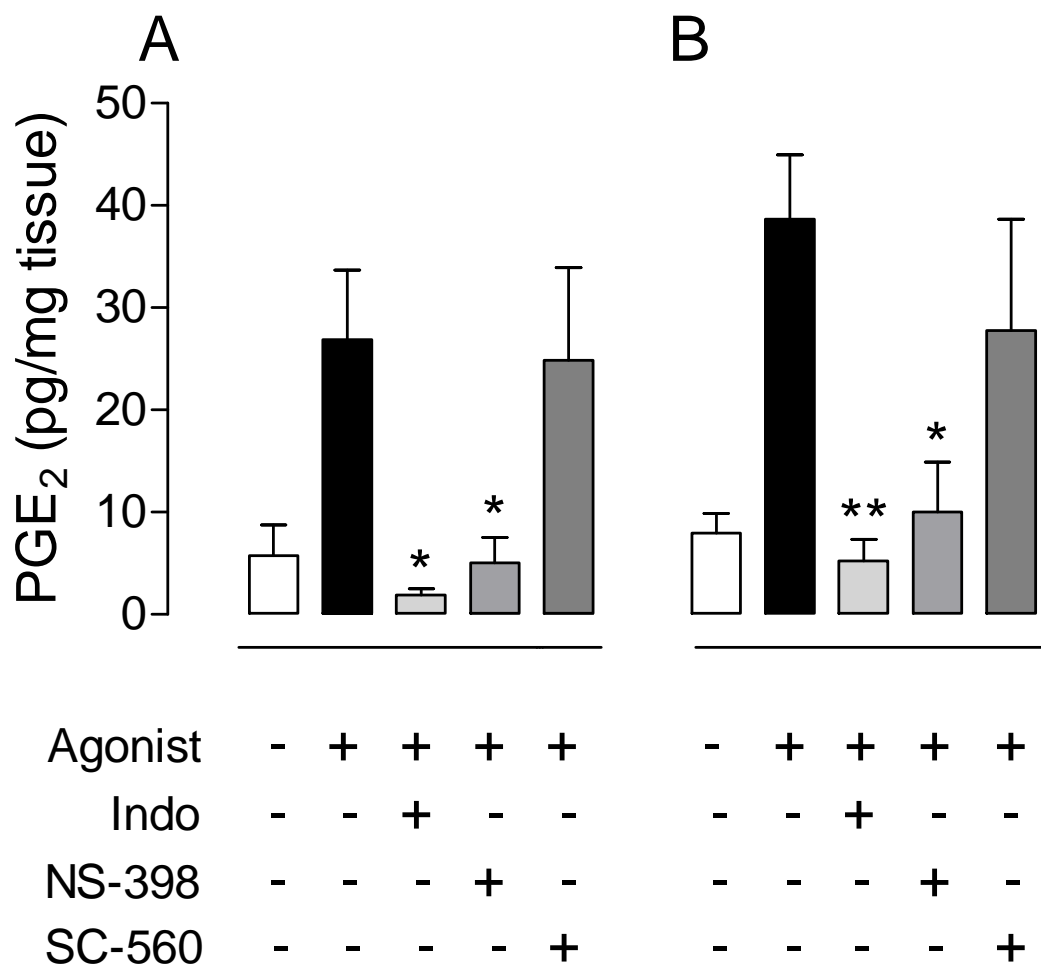 A B
PGE₂ (pg/mg tissue)
50
40
30
20
10
0
* * ** *
Agonist - + + + + - + + + +
Indo - - + - - - - + - -
NS-398 - - - + - - - - + -
SC-560 - - - - + - - - - +